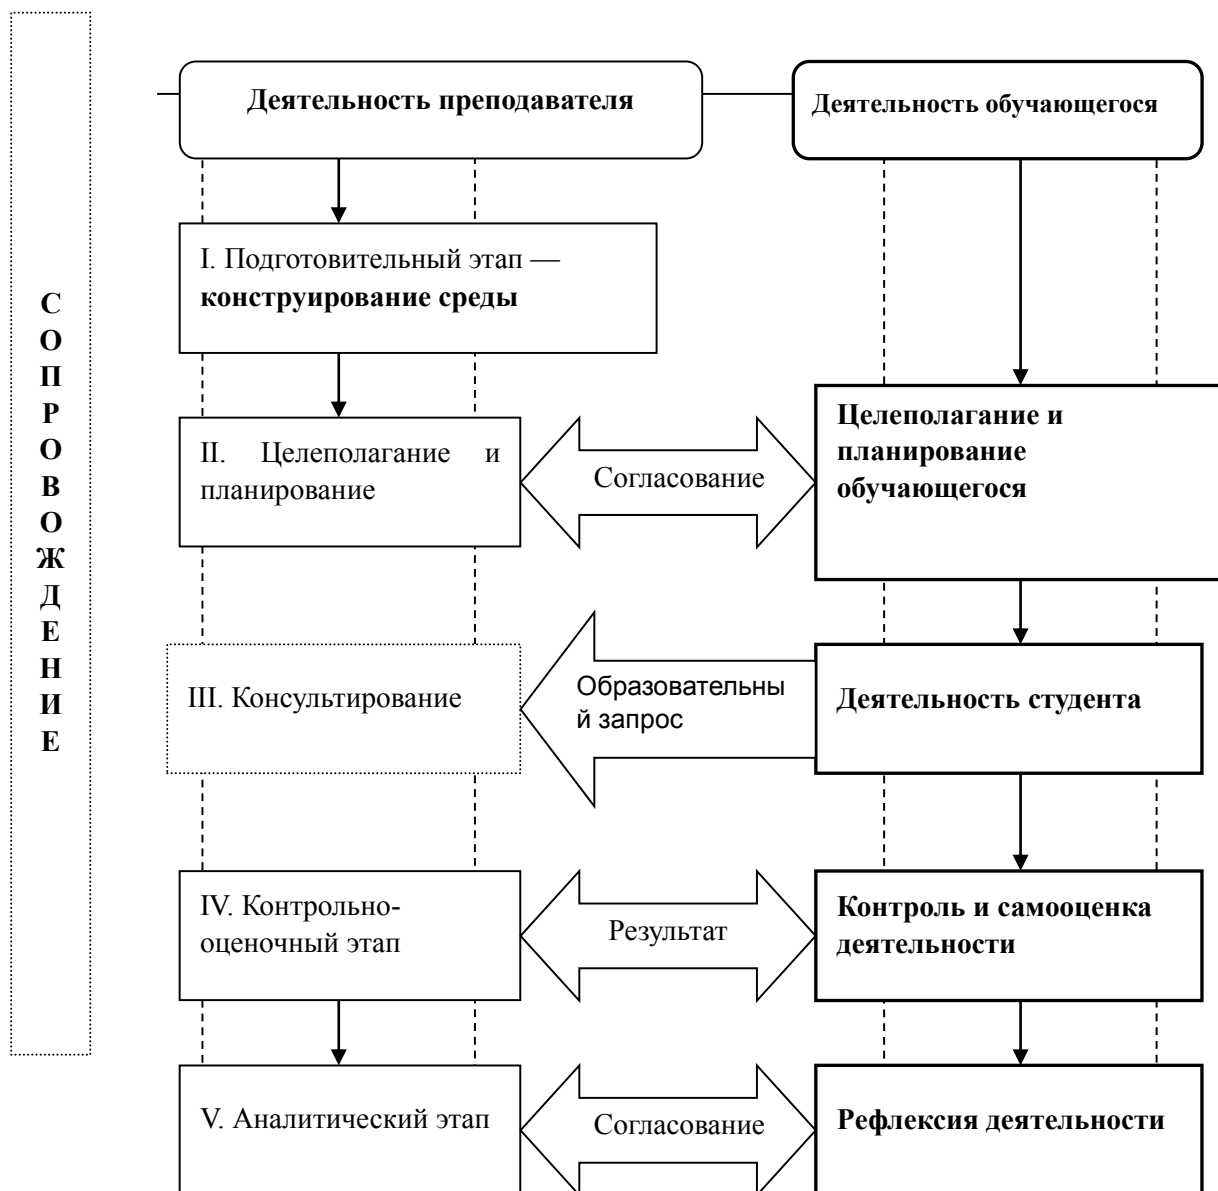 СОПРОВОЖДЕНИЕ
Деятельность преподавателя
Деятельность обучающегося
I. Подготовительный этап —
конструирование среды
II. Целеполагание и
планирование
Согласование
Целеполагание и
планирование
обучающегося
III. Консультирование
Образовательны
й запрос
Деятельность студента
IV. Контрольно-
оценочный этап
Результат
Контроль и самооценка
деятельности
V. Аналитический этап
Согласование
Рефлексия деятельности